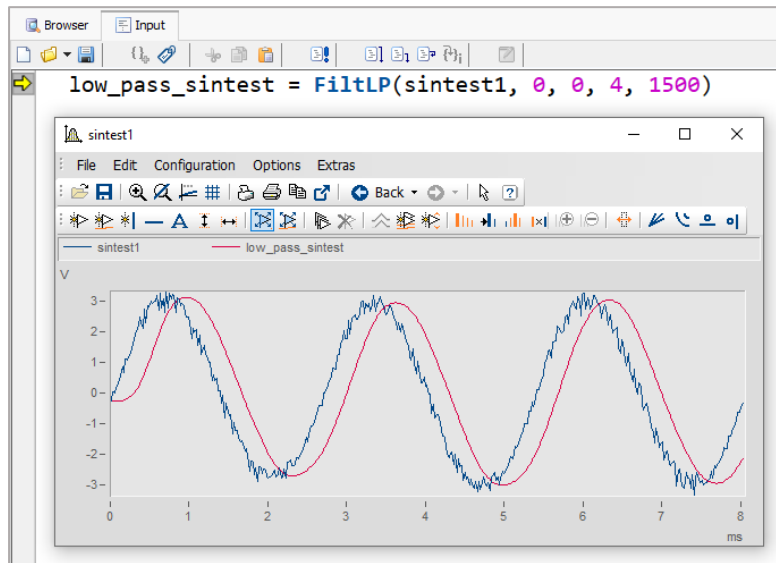 Browser Input
low_pass_sintest = FiltLP(sintest1, 0, 0, 4, 1500)
sintest1
File Edit Configuration Options Extras
Back
sintest1 low_pass_sintest
V
3
2
1
0
-1
-2
-3
0 1 2 3 4 5 6 7 8
ms